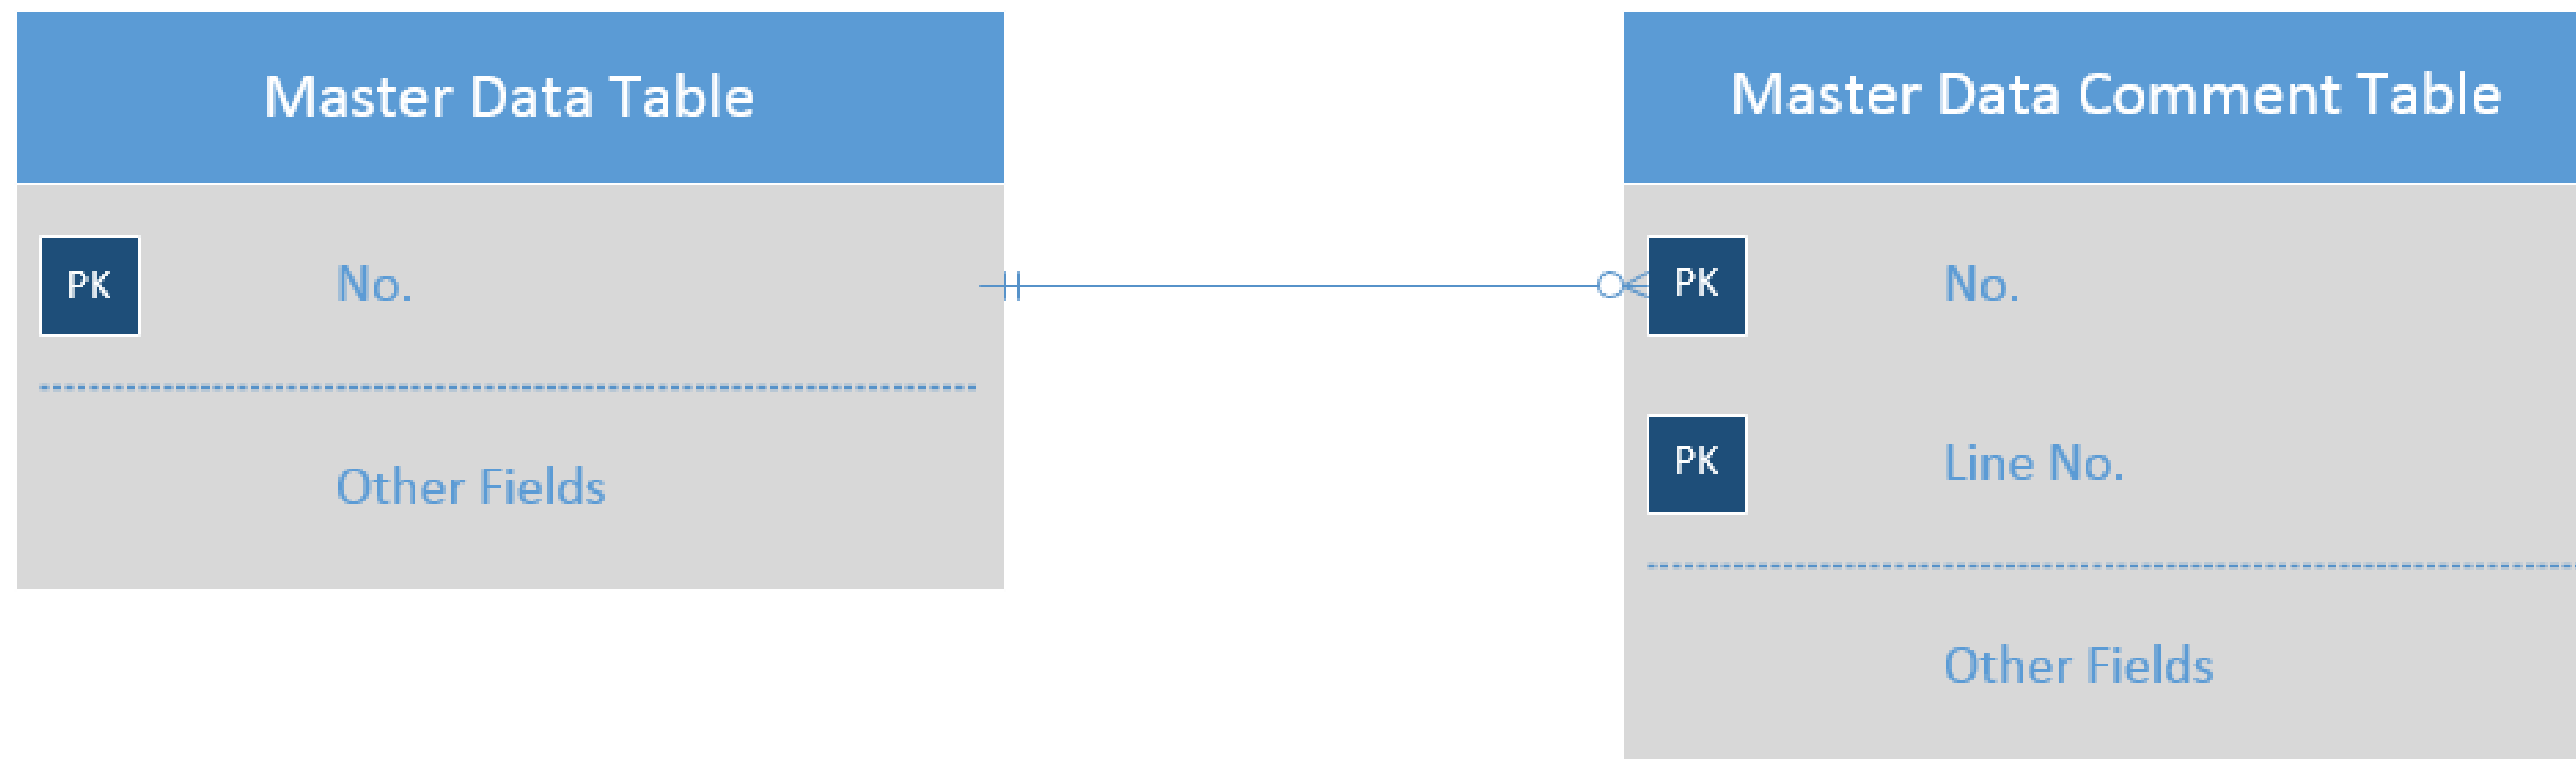 Master Data Table
PK
No.
Other Fields
Master Data Comment Table
PK
No.
PK
Line No.
Other Fields